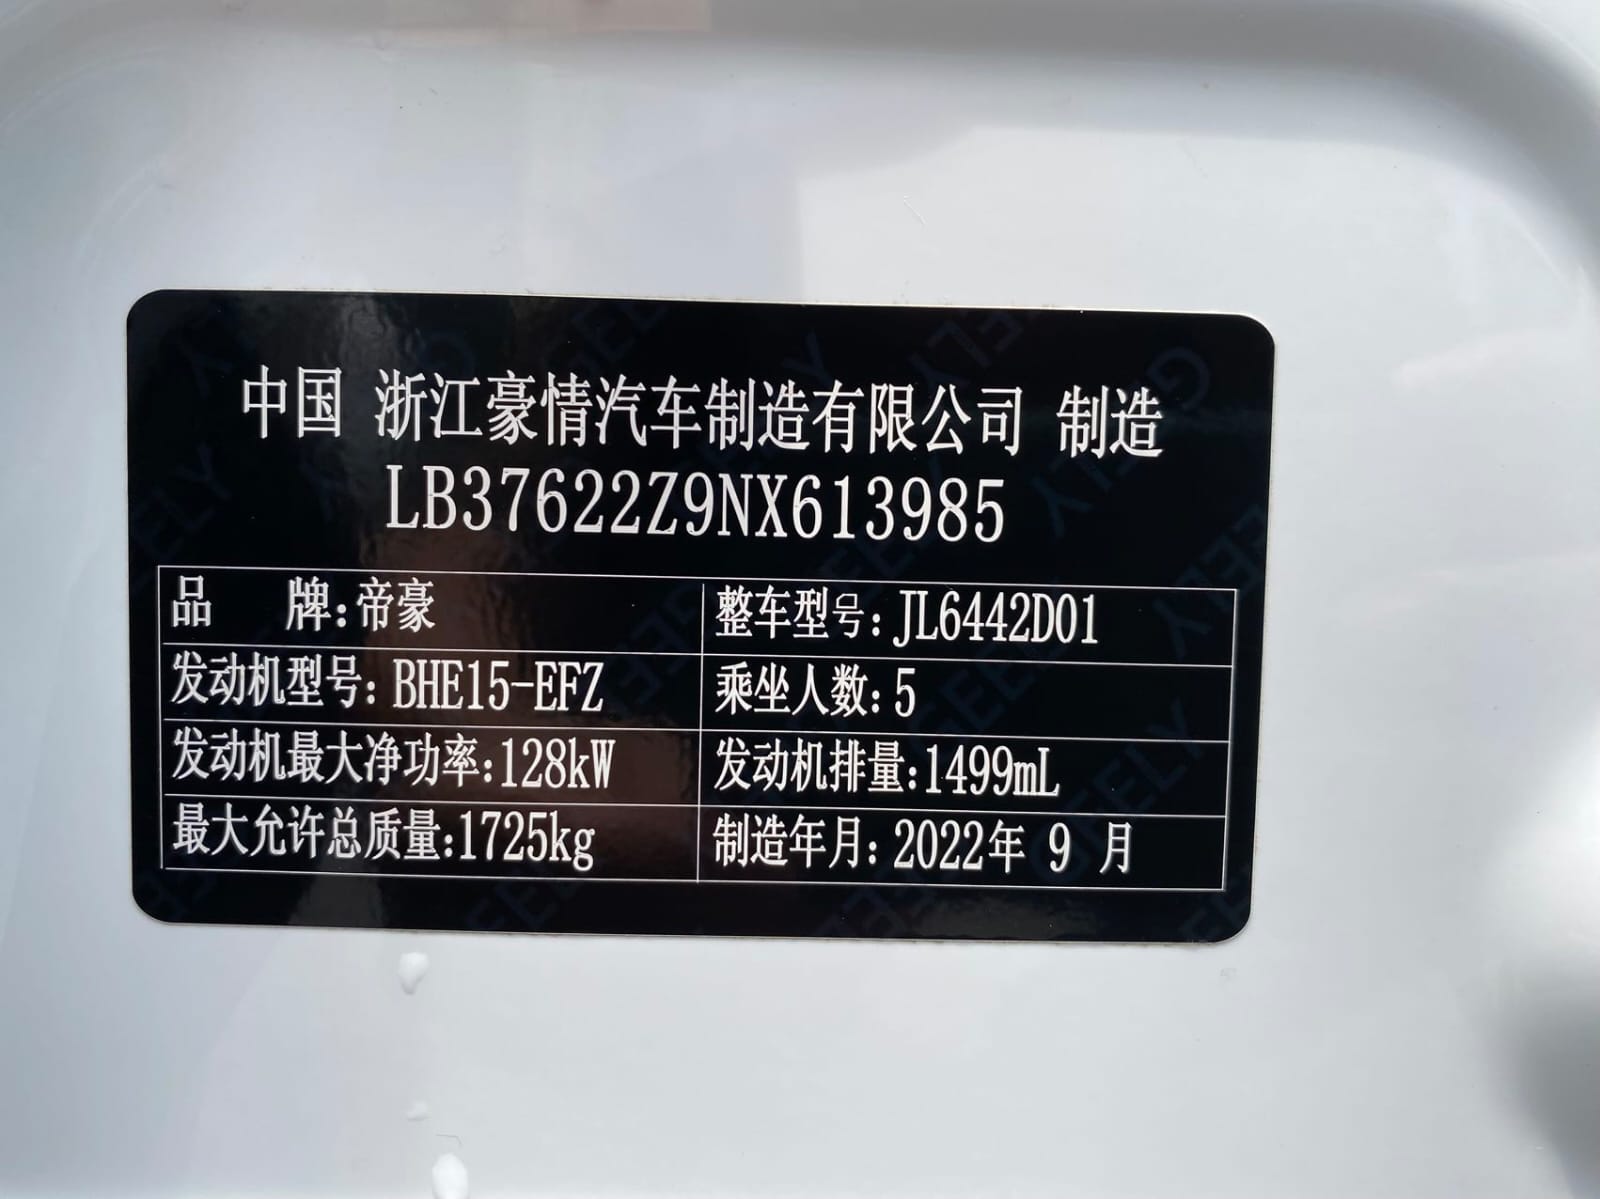 中国 浙江豪情汽车制造有限公司 制造
LB37622Z9NX613985
品 牌:帝豪
整车型号:JL6442D01
发动机型号:BHE15-EFZ
乘坐人数:5
发动机最大净功率:128kW
发动机排量:1499mL
最大允许总质量:1725kg
制造年月:2022年 9 月
GEELY